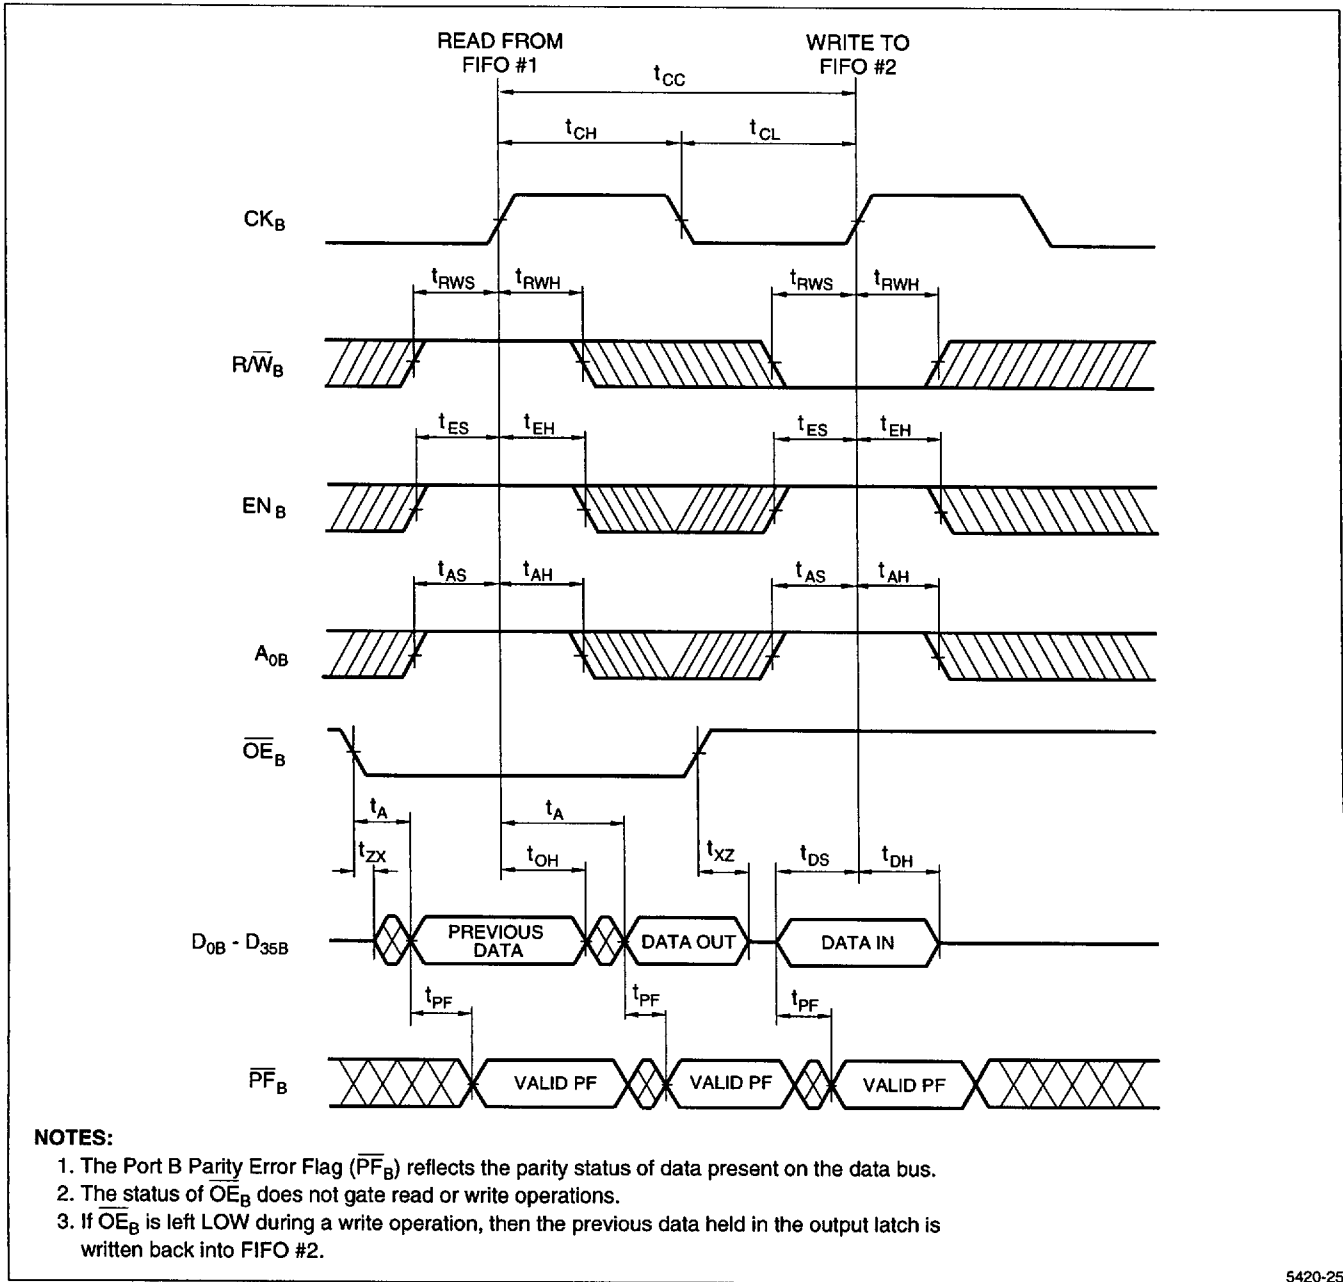 READ FROM
FIFO #1
WRITE TO
FIFO #2
tCC
tCH
tCL
CKB
tRWS
tRWH
tRWS
tRWH
R/W̅B
tES
tEH
tES
tEH
ENB
tAS
tAH
tAS
tAH
A0B
O̅E̅B
tA
tA
tZX
tOH
tXZ
tDS
tDH
D0B - D35B
PREVIOUS
DATA
DATA OUT
DATA IN
tPF
tPF
tPF
P̅F̅B
VALID PF
VALID PF
VALID PF
NOTES:
1. The Port B Parity Error Flag (P̅F̅B) reflects the parity status of data present on the data bus.
2. The status of O̅E̅B does not gate read or write operations.
3. If O̅E̅B is left LOW during a write operation, then the previous data held in the output latch is
written back into FIFO #2.
5420-25